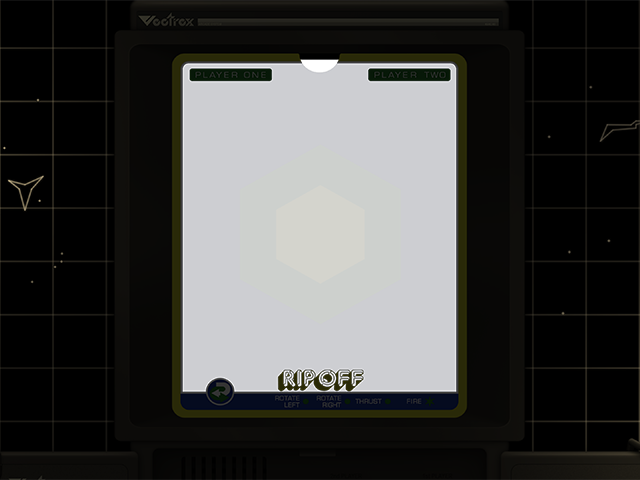 Vectrex
PLAYER ONE
PLAYER TWO
RIPOFF
ROTATE LEFT
ROTATE RIGHT
THRUST
FIRE